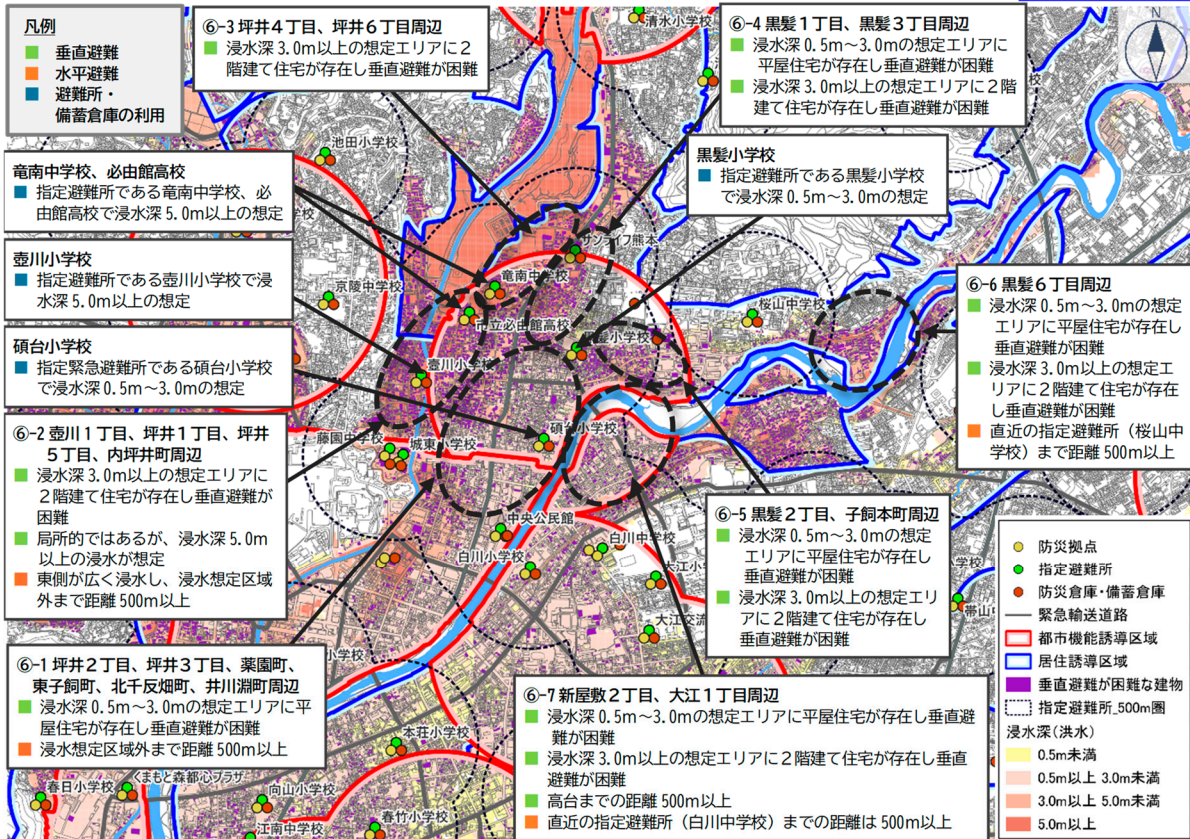 凡例
垂直避難
水平避難
避難所・
備蓄倉庫の利用
⑥-3 坪井４丁目、坪井６丁目周辺
浸水深 3.0m以上の想定エリアに２
階建て住宅が存在し垂直避難が困難
清水小学校
⑥-4 黒髪１丁目、黒髪３丁目周辺
浸水深 0.5m～3.0mの想定エリアに
平屋住宅が存在し垂直避難が困難
浸水深 3.0m以上の想定エリアに２階
建て住宅が存在し垂直避難が困難
N
池田小学校
黒髪小学校
指定避難所である黒髪小学校
で浸水深 0.5m～3.0mの想定
竜南中学校、必由館高校
指定避難所である竜南中学校、必
由館高校で浸水深 5.0m以上の想定
サンライフ熊本
壺川小学校
指定避難所である壺川小学校で浸
水深 5.0m以上の想定
京陵中学校
竜南中学校
市立必由館高校
桜山中学校
⑥-6 黒髪６丁目周辺
浸水深 0.5m～3.0mの想定
エリアに平屋住宅が存在し
垂直避難が困難
浸水深 3.0m以上の想定エ
リアに２階建て住宅が存在
し垂直避難が困難
直近の指定避難所（桜山中
学校）まで距離 500m以上
碩台小学校
指定緊急避難所である碩台小学校
で浸水深 0.5m～3.0mの想定
壺川小学校
碩台小学校
藤園中学校
城東小学校
⑥-2 壺川１丁目、坪井１丁目、坪井
５丁目、内坪井町周辺
浸水深 3.0m以上の想定エリアに
２階建て住宅が存在し垂直避難が
困難
局所的ではあるが、浸水深 5.0m
以上の浸水が想定
東側が広く浸水し、浸水想定区域
外まで距離 500m以上
中央公民館
白川小学校
白川中学校
大江小
大江交流
帯山中
⑥-5 黒髪２丁目、子飼本町周辺
浸水深 0.5m～3.0mの想定
エリアに平屋住宅が存在し
垂直避難が困難
浸水深 3.0m以上の想定エリ
アに２階建て住宅が存在し
垂直避難が困難
防災拠点
指定避難所
防災倉庫・備蓄倉庫
緊急輸送道路
都市機能誘導区域
居住誘導区域
垂直避難が困難な建物
指定避難所_500m圏
浸水深（洪水）
0.5m未満
0.5m以上 3.0m未満
3.0m以上 5.0m未満
5.0m以上
⑥-1 坪井２丁目、坪井３丁目、薬園町、
東子飼町、北千反畑町、井川淵町周辺
浸水深 0.5m～3.0mの想定エリアに平
屋住宅が存在し垂直避難が困難
浸水想定区域外まで距離 500m以上
⑥-7 新屋敷２丁目、大江１丁目周辺
浸水深 0.5m～3.0mの想定エリアに平屋住宅が存在し垂直避
難が困難
浸水深 3.0m以上の想定エリアに２階建て住宅が存在し垂直
避難が困難
高台までの距離 500m以上
直近の指定避難所（白川中学校）までの距離は 500m以上
本荘小学校
春日小学校
くまもと森都心プラザ
向山小学校
江南中学校
春竹小学校